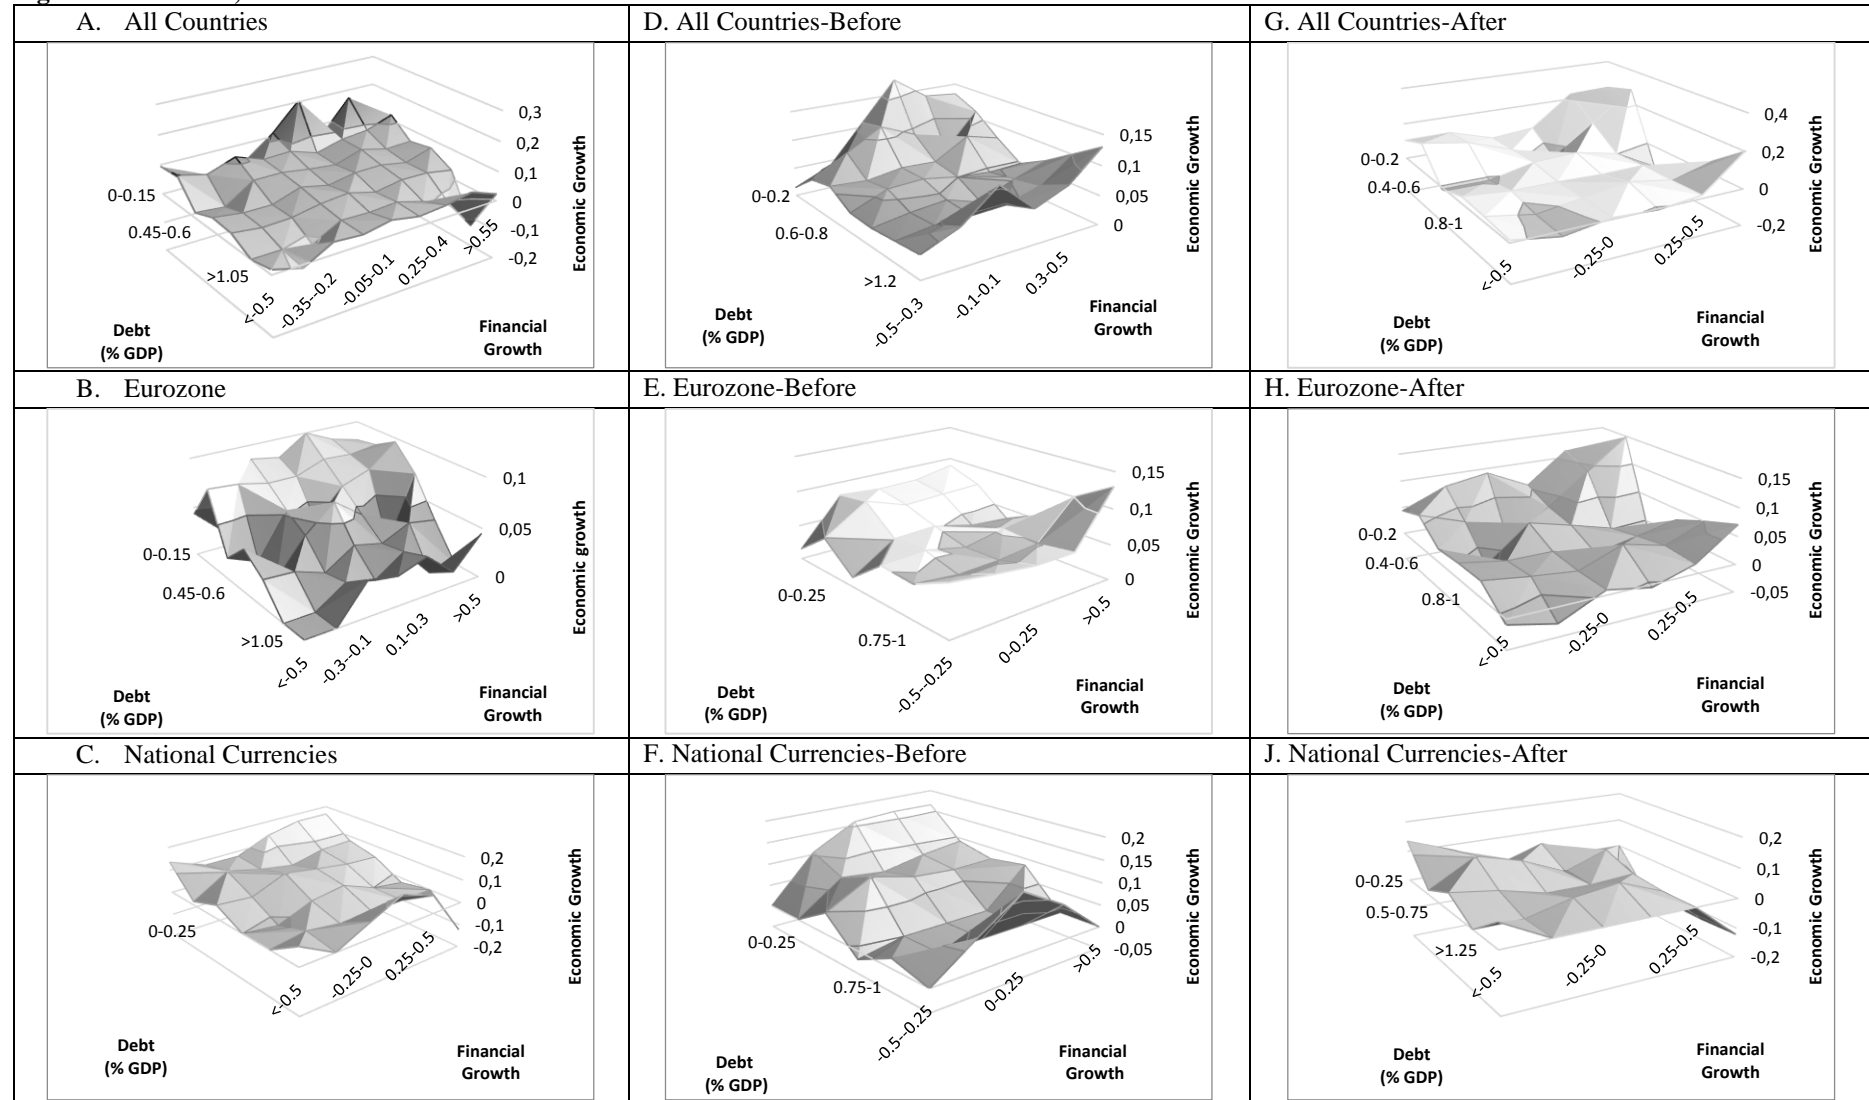 A. All Countries
0,3
0,2
0,1
0
-0,1
-0,2
Economic Growth
0-0.15
0.45-0.6
>1.05
<-0.5
-0.35--0.2
-0.05-0.1
0.25-0.4
>0.55
Debt
(% GDP)
Financial
Growth
D. All Countries-Before
0,15
0,1
0,05
0
Economic Growth
0-0.2
0.6-0.8
>1.2
-0.5--0.3
-0.1-0.1
0.3-0.5
Debt
(% GDP)
Financial
Growth
G. All Countries-After
0,4
0,2
0
-0,2
Economic Growth
0-0.2
0.4-0.6
0.8-1
<-0.5
-0.25-0
0.25-0.5
Debt
(% GDP)
Financial
Growth
B. Eurozone
0,1
0,05
0
Economic growth
0-0.15
0.45-0.6
>1.05
<-0.5
-0.3--0.1
0.1-0.3
>0.5
Debt
(% GDP)
Financial
Growth
E. Eurozone-Before
0,15
0,1
0,05
0
Economic Growth
0-0.25
0.75-1
-0.5--0.25
0-0.25
>0.5
Debt
(% GDP)
Financial
Growth
H. Eurozone-After
0,15
0,1
0,05
0
-0,05
Economic Growth
0-0.2
0.4-0.6
0.8-1
<-0.5
-0.25-0
0.25-0.5
Debt
(% GDP)
Financial
Growth
C. National Currencies
0,2
0,1
0
-0,1
-0,2
Economic Growth
0-0.25
<-0.5
-0.25-0
0.25-0.5
Debt
(% GDP)
Financial
Growth
F. National Currencies-Before
0,2
0,15
0,1
0,05
0
-0,05
Economic Growth
0-0.25
0.75-1
-0.5--0.25
0-0.25
>0.5
Debt
(% GDP)
Financial
Growth
J. National Currencies-After
0,2
0,1
0
-0,1
-0,2
Economic Growth
0-0.25
0.5-0.75
>1.25
<-0.5
-0.25-0
0.25-0.5
Debt
(% GDP)
Financial
Growth